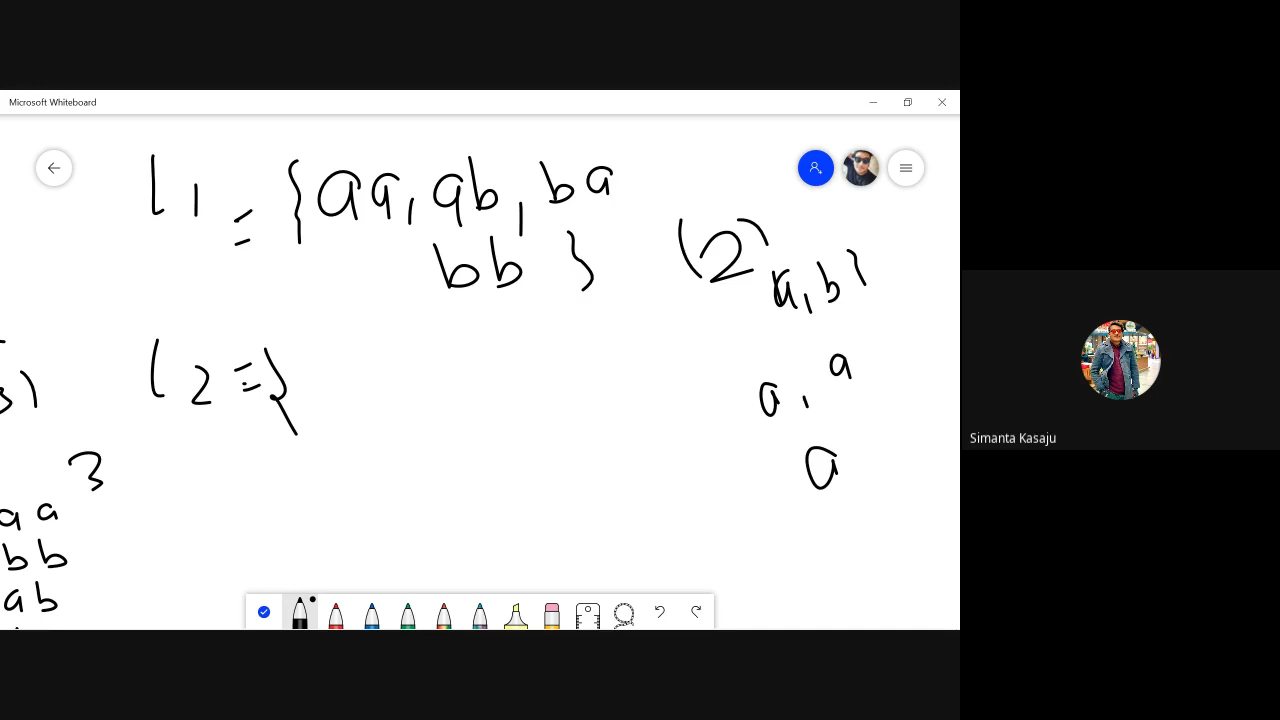 Microsoft Whiteboard
L1 = {aa, ab, ba
bb }
(2
a, b)
L2 = {
a, a
a
3
aa
bb
ab
Simanta Kasaju